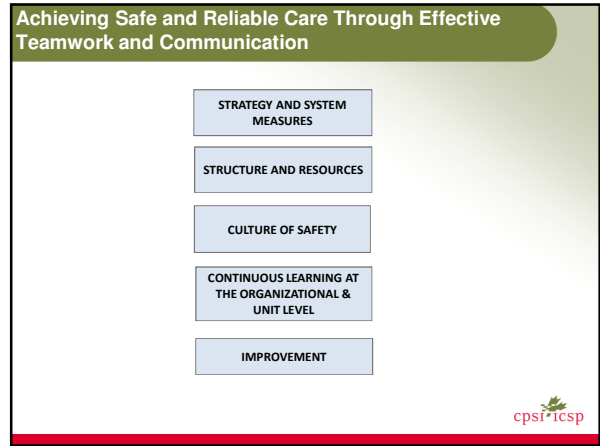 Achieving Safe and Reliable Care Through Effective
Teamwork and Communication
STRATEGY AND SYSTEM
MEASURES
STRUCTURE AND RESOURCES
CULTURE OF SAFETY
CONTINUOUS LEARNING AT
THE ORGANIZATIONAL &
UNIT LEVEL
IMPROVEMENT
cpsi icsp